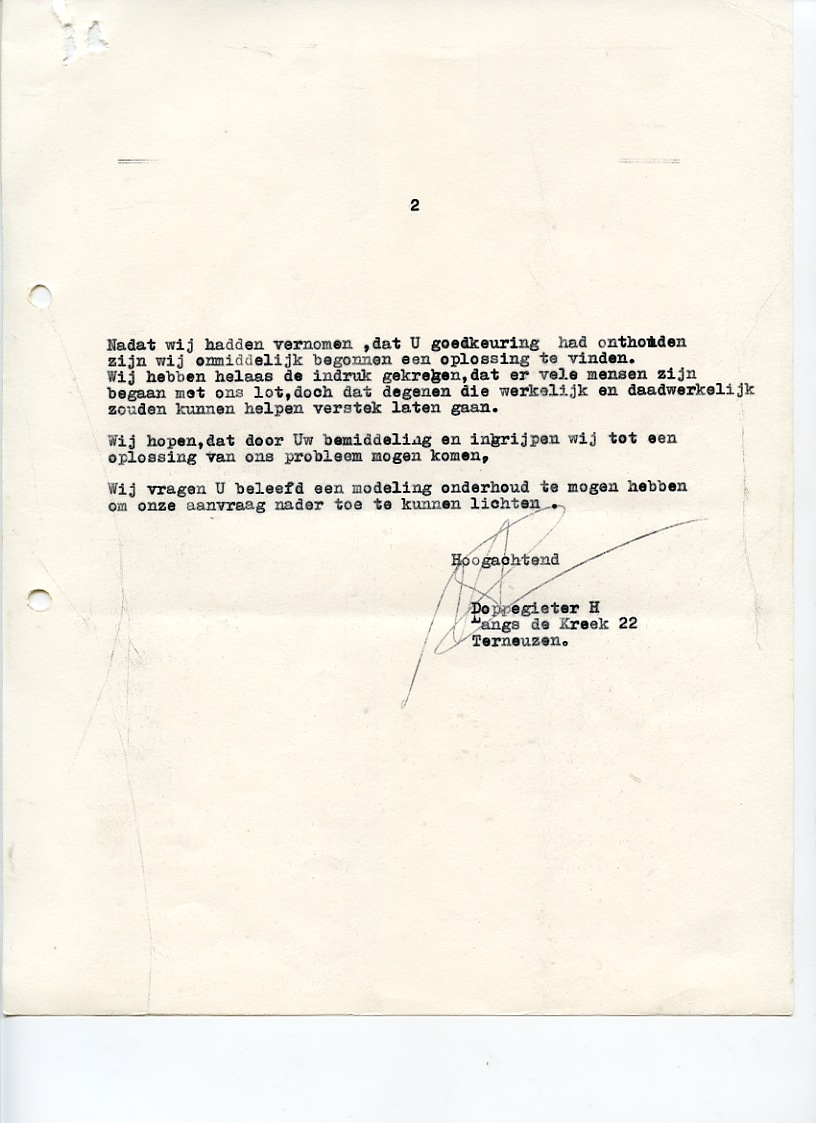 2
Nadat wij hadden vernomen ,dat U goedkeuring had onthouden
zijn wij onmiddelijk begonnen een oplossing te vinden.
Wij hebben helaas de indruk gekregen,dat er vele mensen zijn
begaan met ons lot,doch dat degenen die werkelijk en daadwerkelijk
zouden kunnen helpen verstek laten gaan.
Wij hopen,dat door Uw bemiddeling en ingrijpen wij tot een
oplossing van ons probleem mogen komen,
Wij vragen U beleefd een modeling onderhoud te mogen hebben
om onze aanvraag nader toe te kunnen lichten .
Hoogachtend
Doppegieter H
Langs de Kreek 22
Terneuzen.